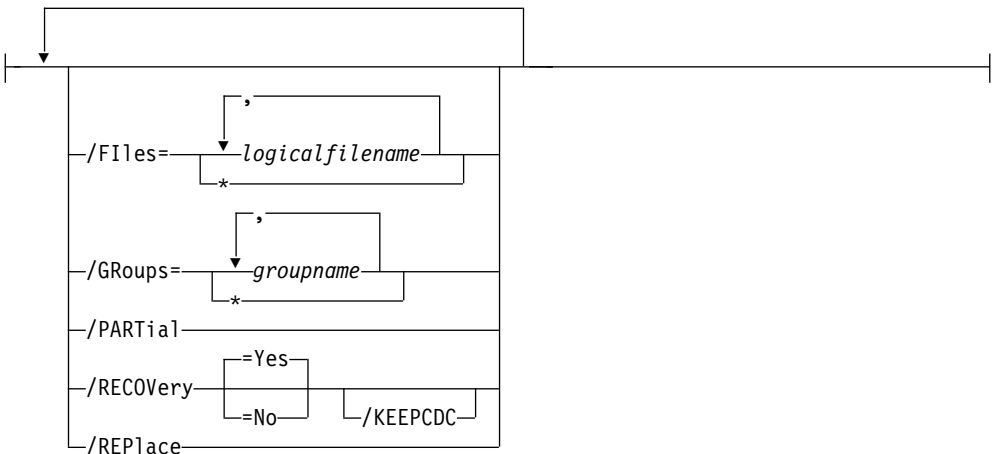 ,
/FIles= logicalfilename
*
,
/GRoups= groupname
*
/PARTial
=Yes
/RECOVery
=No /KEEPCDC
/REPlace